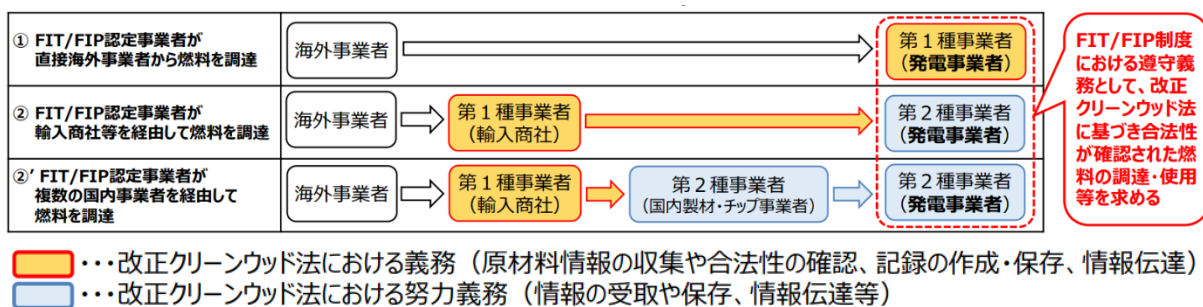 ① FIT/FIP認定事業者が
直接海外事業者から燃料を調達
海外事業者
第1種事業者
(発電事業者)
② FIT/FIP認定事業者が
輸入商社等を経由して燃料を調達
海外事業者
第1種事業者
(輸入商社)
第2種事業者
(発電事業者)
②' FIT/FIP認定事業者が
複数の国内事業者を経由して
燃料を調達
海外事業者
第1種事業者
(輸入商社)
第2種事業者
(国内製材・チップ事業者)
第2種事業者
(発電事業者)
FIT/FIP制度
における遵守義
務として、改正
クリーンウッド法
に基づき合法性
が確認された燃
料の調達・使用
等を求める
・・・改正クリーンウッド法における義務(原材料情報の収集や合法性の確認、記録の作成・保存、情報伝達)
・・・改正クリーンウッド法における努力義務(情報の受取や保存、情報伝達等)